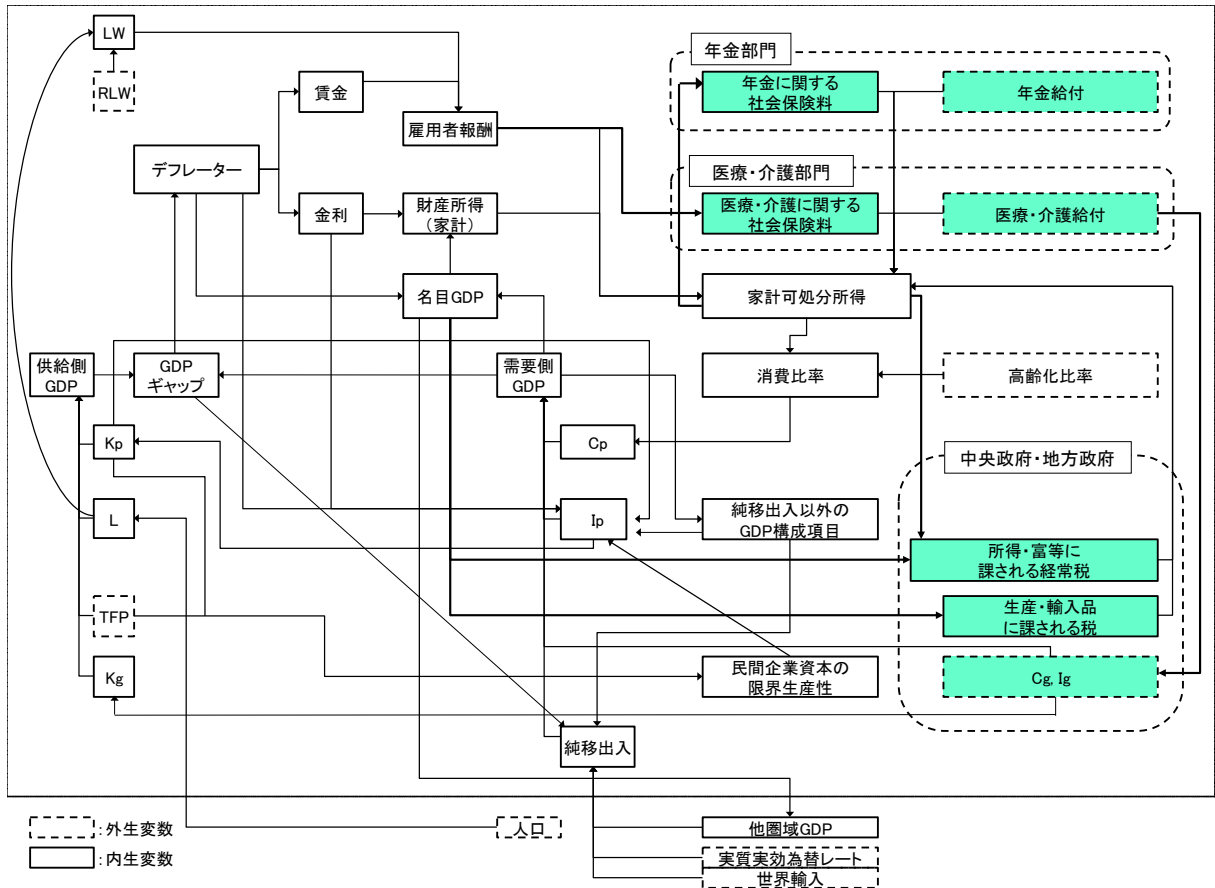 LW
年金部門
RLW
賃金
年金に関する
社会保険料
年金給付
雇用者報酬
デフレーター
医療・介護部門
金利
財産所得
(家計)
医療・介護に関する
社会保険料
医療・介護給付
名目GDP
家計可処分所得
供給側
GDP
GDP
ギャップ
需要側
GDP
消費比率
高齢化比率
Kp
Cp
中央政府・地方政府
L
Ip
純移出入以外の
GDP構成項目
所得・富等に
課される経常税
TFP
生産・輸入品
に課される税
Kg
民間企業資本の
限界生産性
Cg, Ig
純移出入
:外生変数
人口
他圏域GDP
:内生変数
実質実効為替レート
世界輸入